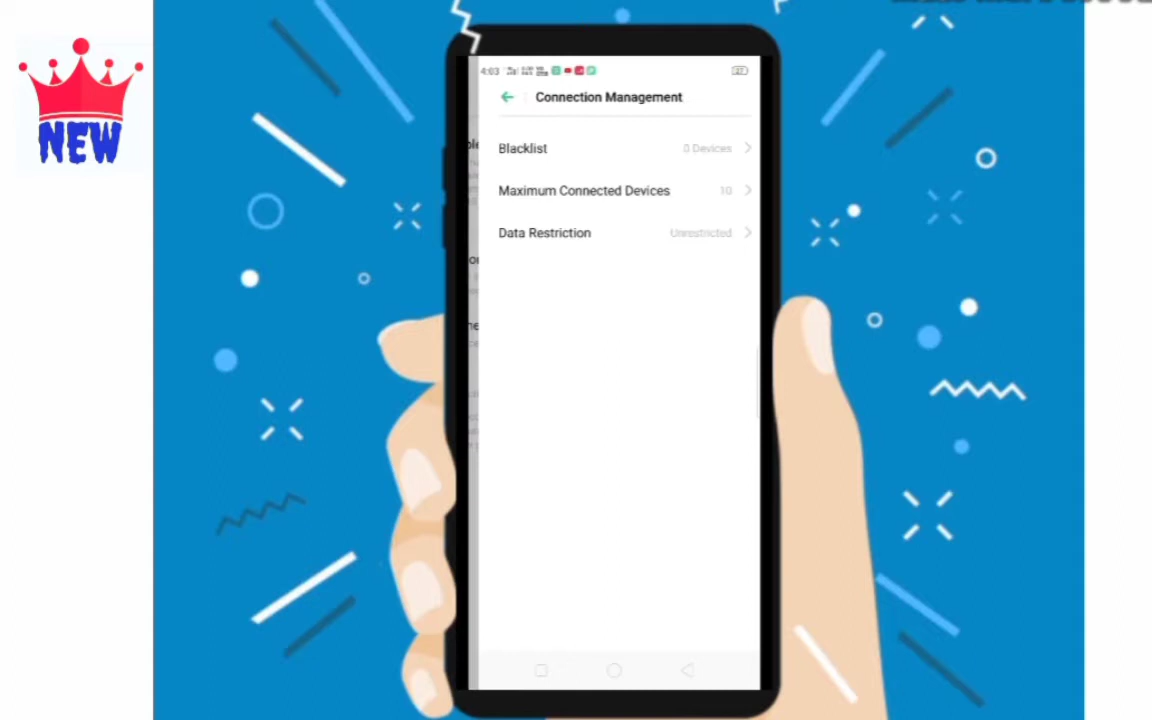 NEW
4:03
Connection Management
Blacklist 0 Devices
Maximum Connected Devices 10
Data Restriction Unrestricted